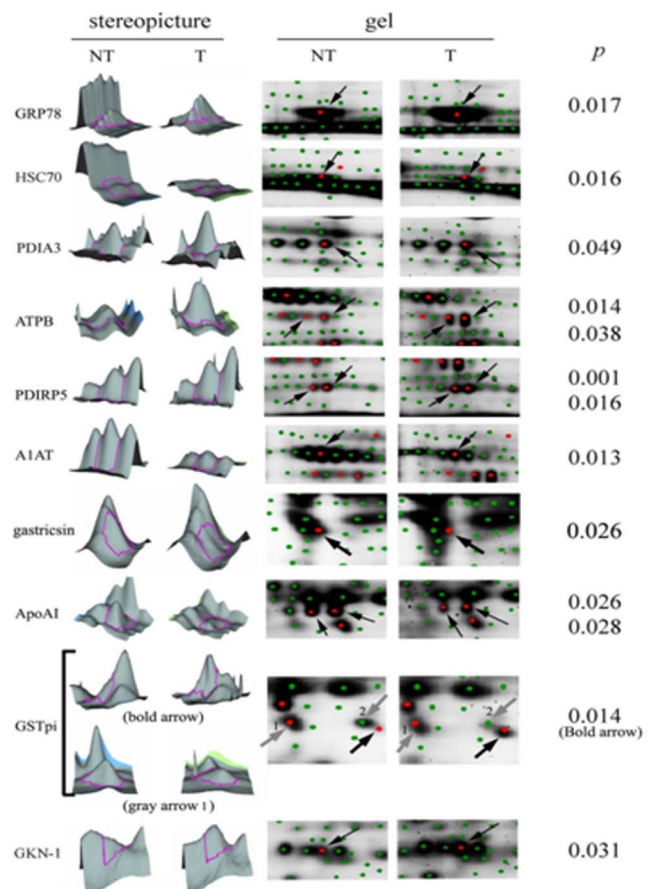 stereopicture gel
NT T NT T p
GRP78 0.017
HSC70 0.016
PDIA3 0.049
ATPB 0.014
0.038
PDIRP5 0.001
0.016
A1AT 0.013
gastricsin 0.026
ApoAI 0.026
0.028
(bold arrow)
GSTpi 1 2 1 2 0.014
(Bold arrow)
(gray arrow 1)
GKN-1 0.031